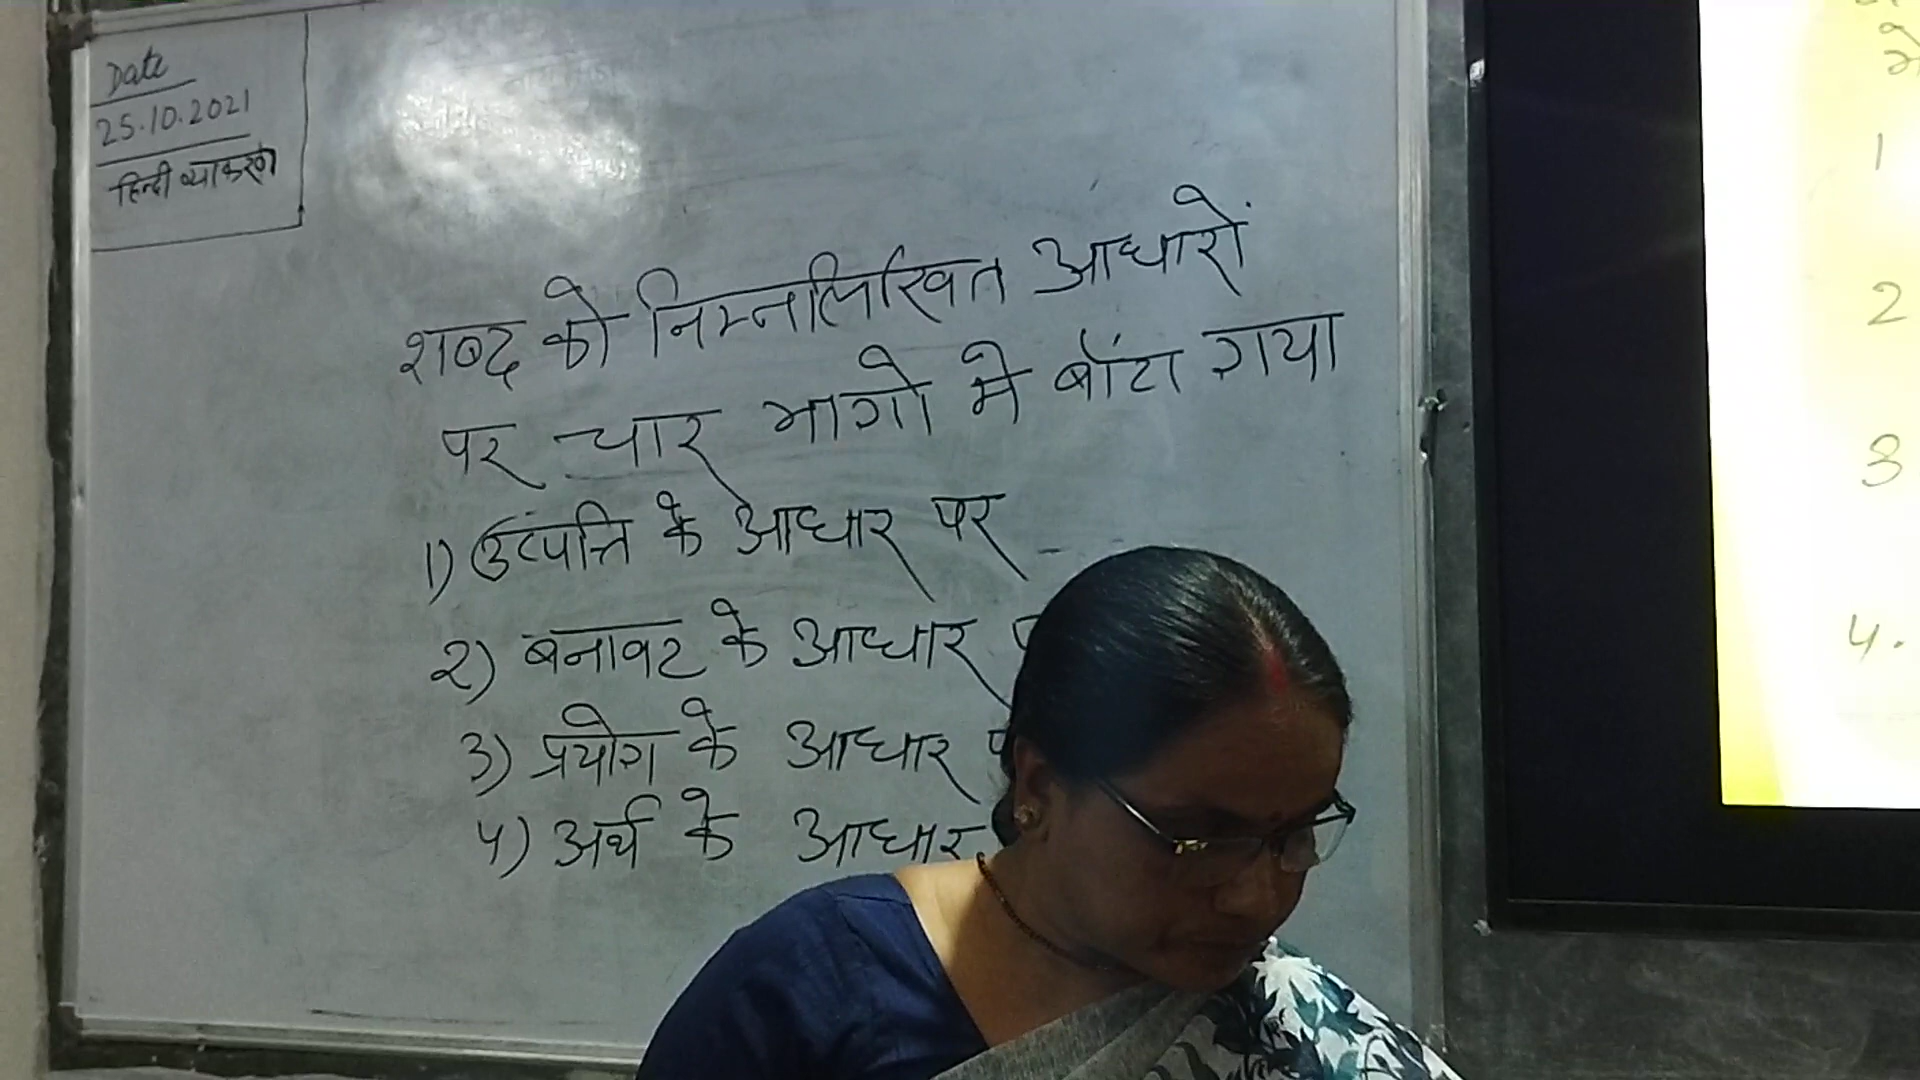 Date
25.10.2021
हिन्दी व्याकरण
शब्द को निम्नलिखित आधारों
पर चार भागो मे बाँटा गया
1) उत्पत्ति के आधार पर -
२) बनावट के आधार
3) प्रयोग के आधार
4) अर्थ के आधार
1
2
3
4.